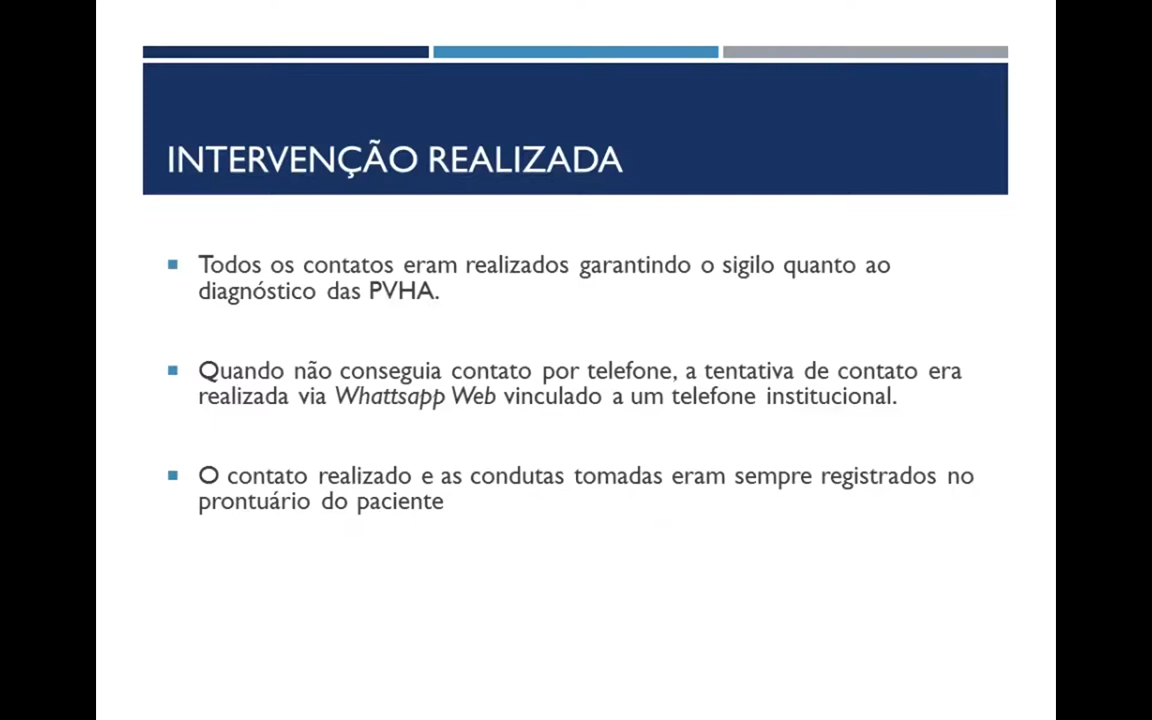 INTERVENÇÃO REALIZADA
Todos os contatos eram realizados garantindo o sigilo quanto ao
diagnóstico das PVHA.
Quando não conseguia contato por telefone, a tentativa de contato era
realizada via Whattsapp Web vinculado a um telefone institucional.
O contato realizado e as condutas tomadas eram sempre registrados no
prontuário do paciente